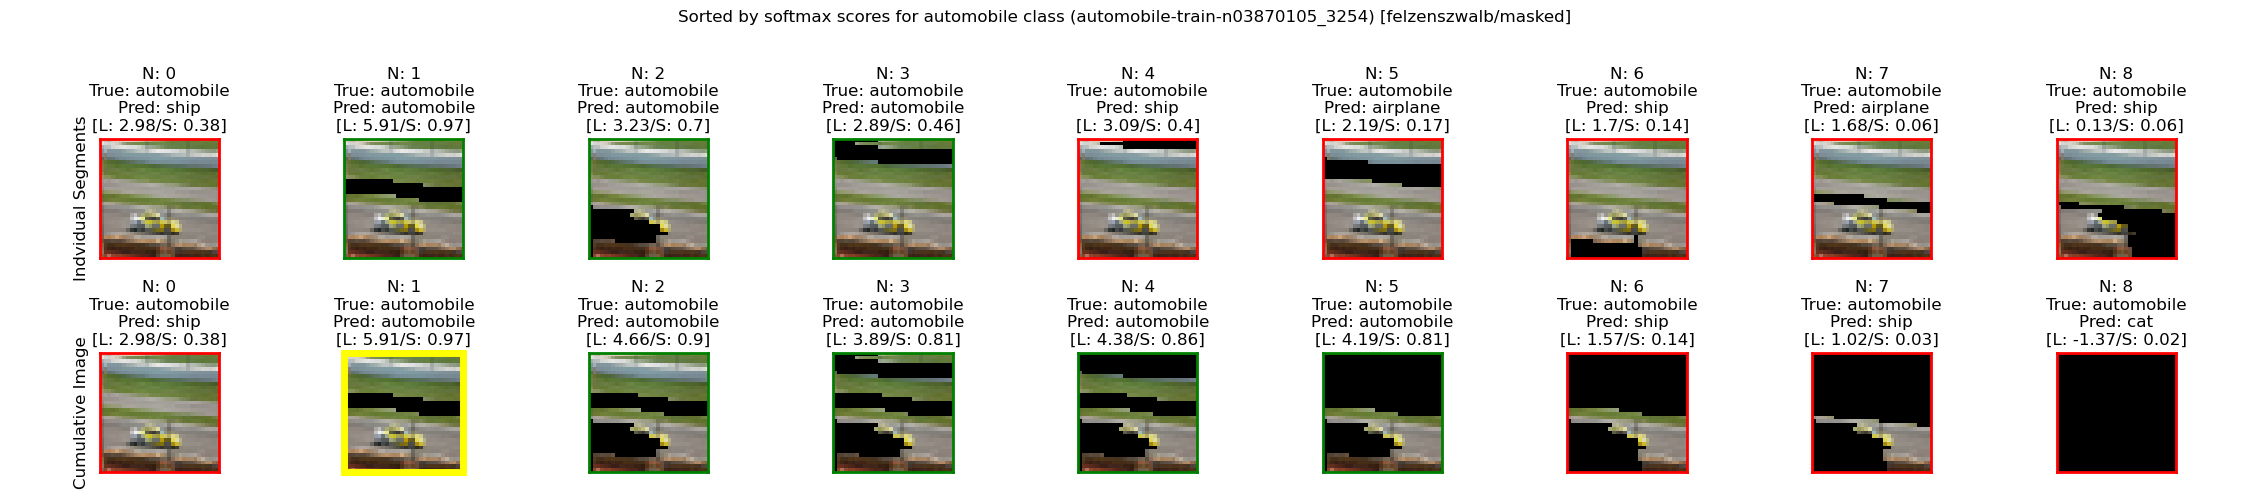 Sorted by softmax scores for automobile class (automobile-train-n03870105_3254) [felzenszwalb/masked]
Indvidual Segments
N: 0
True: automobile
Pred: ship
[L: 2.98/S: 0.38]
N: 1
True: automobile
Pred: automobile
[L: 5.91/S: 0.97]
N: 2
True: automobile
Pred: automobile
[L: 3.23/S: 0.7]
N: 3
True: automobile
Pred: automobile
[L: 2.89/S: 0.46]
N: 4
True: automobile
Pred: ship
[L: 3.09/S: 0.4]
N: 5
True: automobile
Pred: airplane
[L: 2.19/S: 0.17]
N: 6
True: automobile
Pred: ship
[L: 1.7/S: 0.14]
N: 7
True: automobile
Pred: airplane
[L: 1.68/S: 0.06]
N: 8
True: automobile
Pred: ship
[L: 0.13/S: 0.06]
Cumulative Image
N: 0
True: automobile
Pred: ship
[L: 2.98/S: 0.38]
N: 1
True: automobile
Pred: automobile
[L: 5.91/S: 0.97]
N: 2
True: automobile
Pred: automobile
[L: 4.66/S: 0.9]
N: 3
True: automobile
Pred: automobile
[L: 3.89/S: 0.81]
N: 4
True: automobile
Pred: automobile
[L: 4.38/S: 0.86]
N: 5
True: automobile
Pred: automobile
[L: 4.19/S: 0.81]
N: 6
True: automobile
Pred: ship
[L: 1.57/S: 0.14]
N: 7
True: automobile
Pred: ship
[L: 1.02/S: 0.03]
N: 8
True: automobile
Pred: cat
[L: -1.37/S: 0.02]